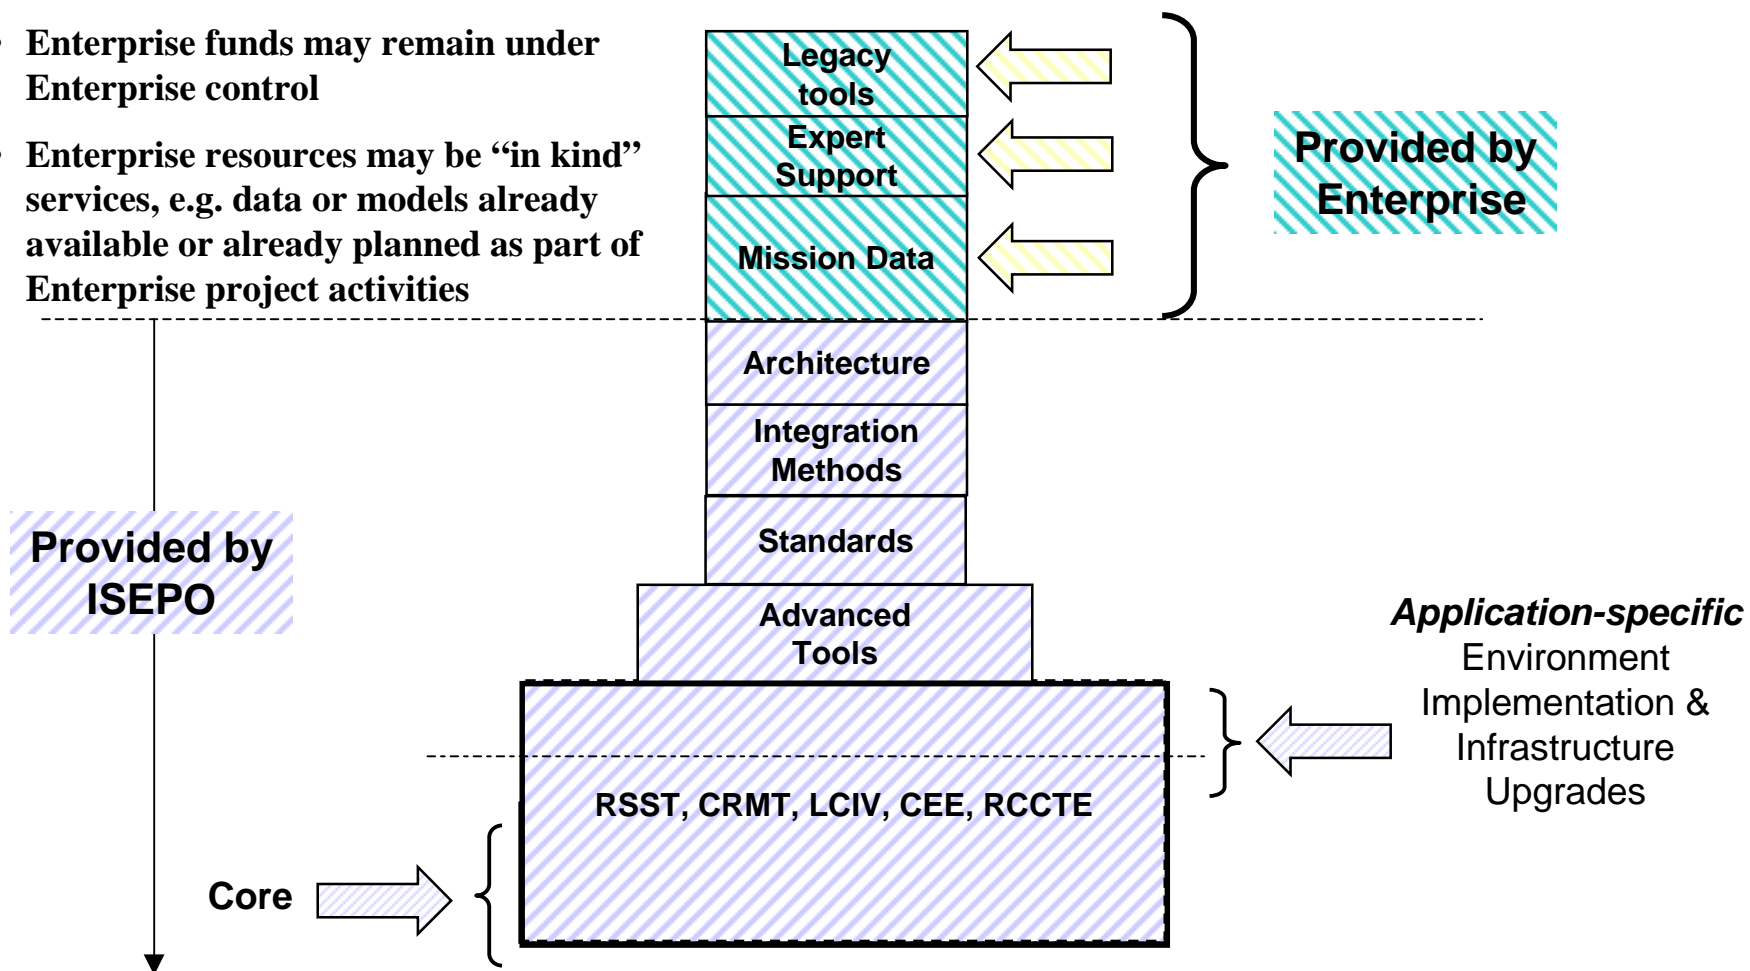 • Enterprise funds may remain under
Enterprise control
• Enterprise resources may be “in kind”
services, e.g. data or models already
available or already planned as part of
Enterprise project activities
Legacy
tools
Expert
Support
Mission Data
Provided by
Enterprise
Architecture
Integration
Methods
Standards
Advanced
Tools
Provided by
ISEPO
Application-specific
Environment
Implementation &
Infrastructure
Upgrades
RSST, CRMT, LCIV, CEE, RCCTE
Core